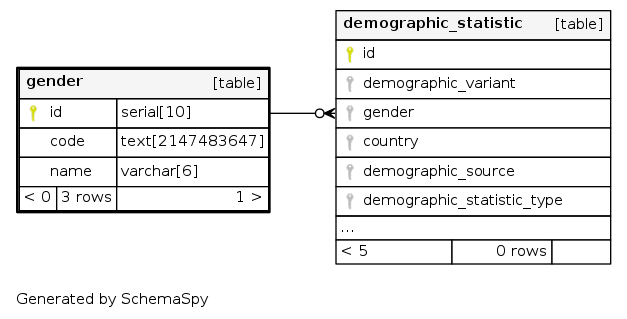 gender [table]
id serial[10]
code text[2147483647]
name varchar[6]
< 0 3 rows 1 >
demographic_statistic [table]
id
demographic_variant
gender
country
demographic_source
demographic_statistic_type
...
< 5 0 rows
Generated by SchemaSpy